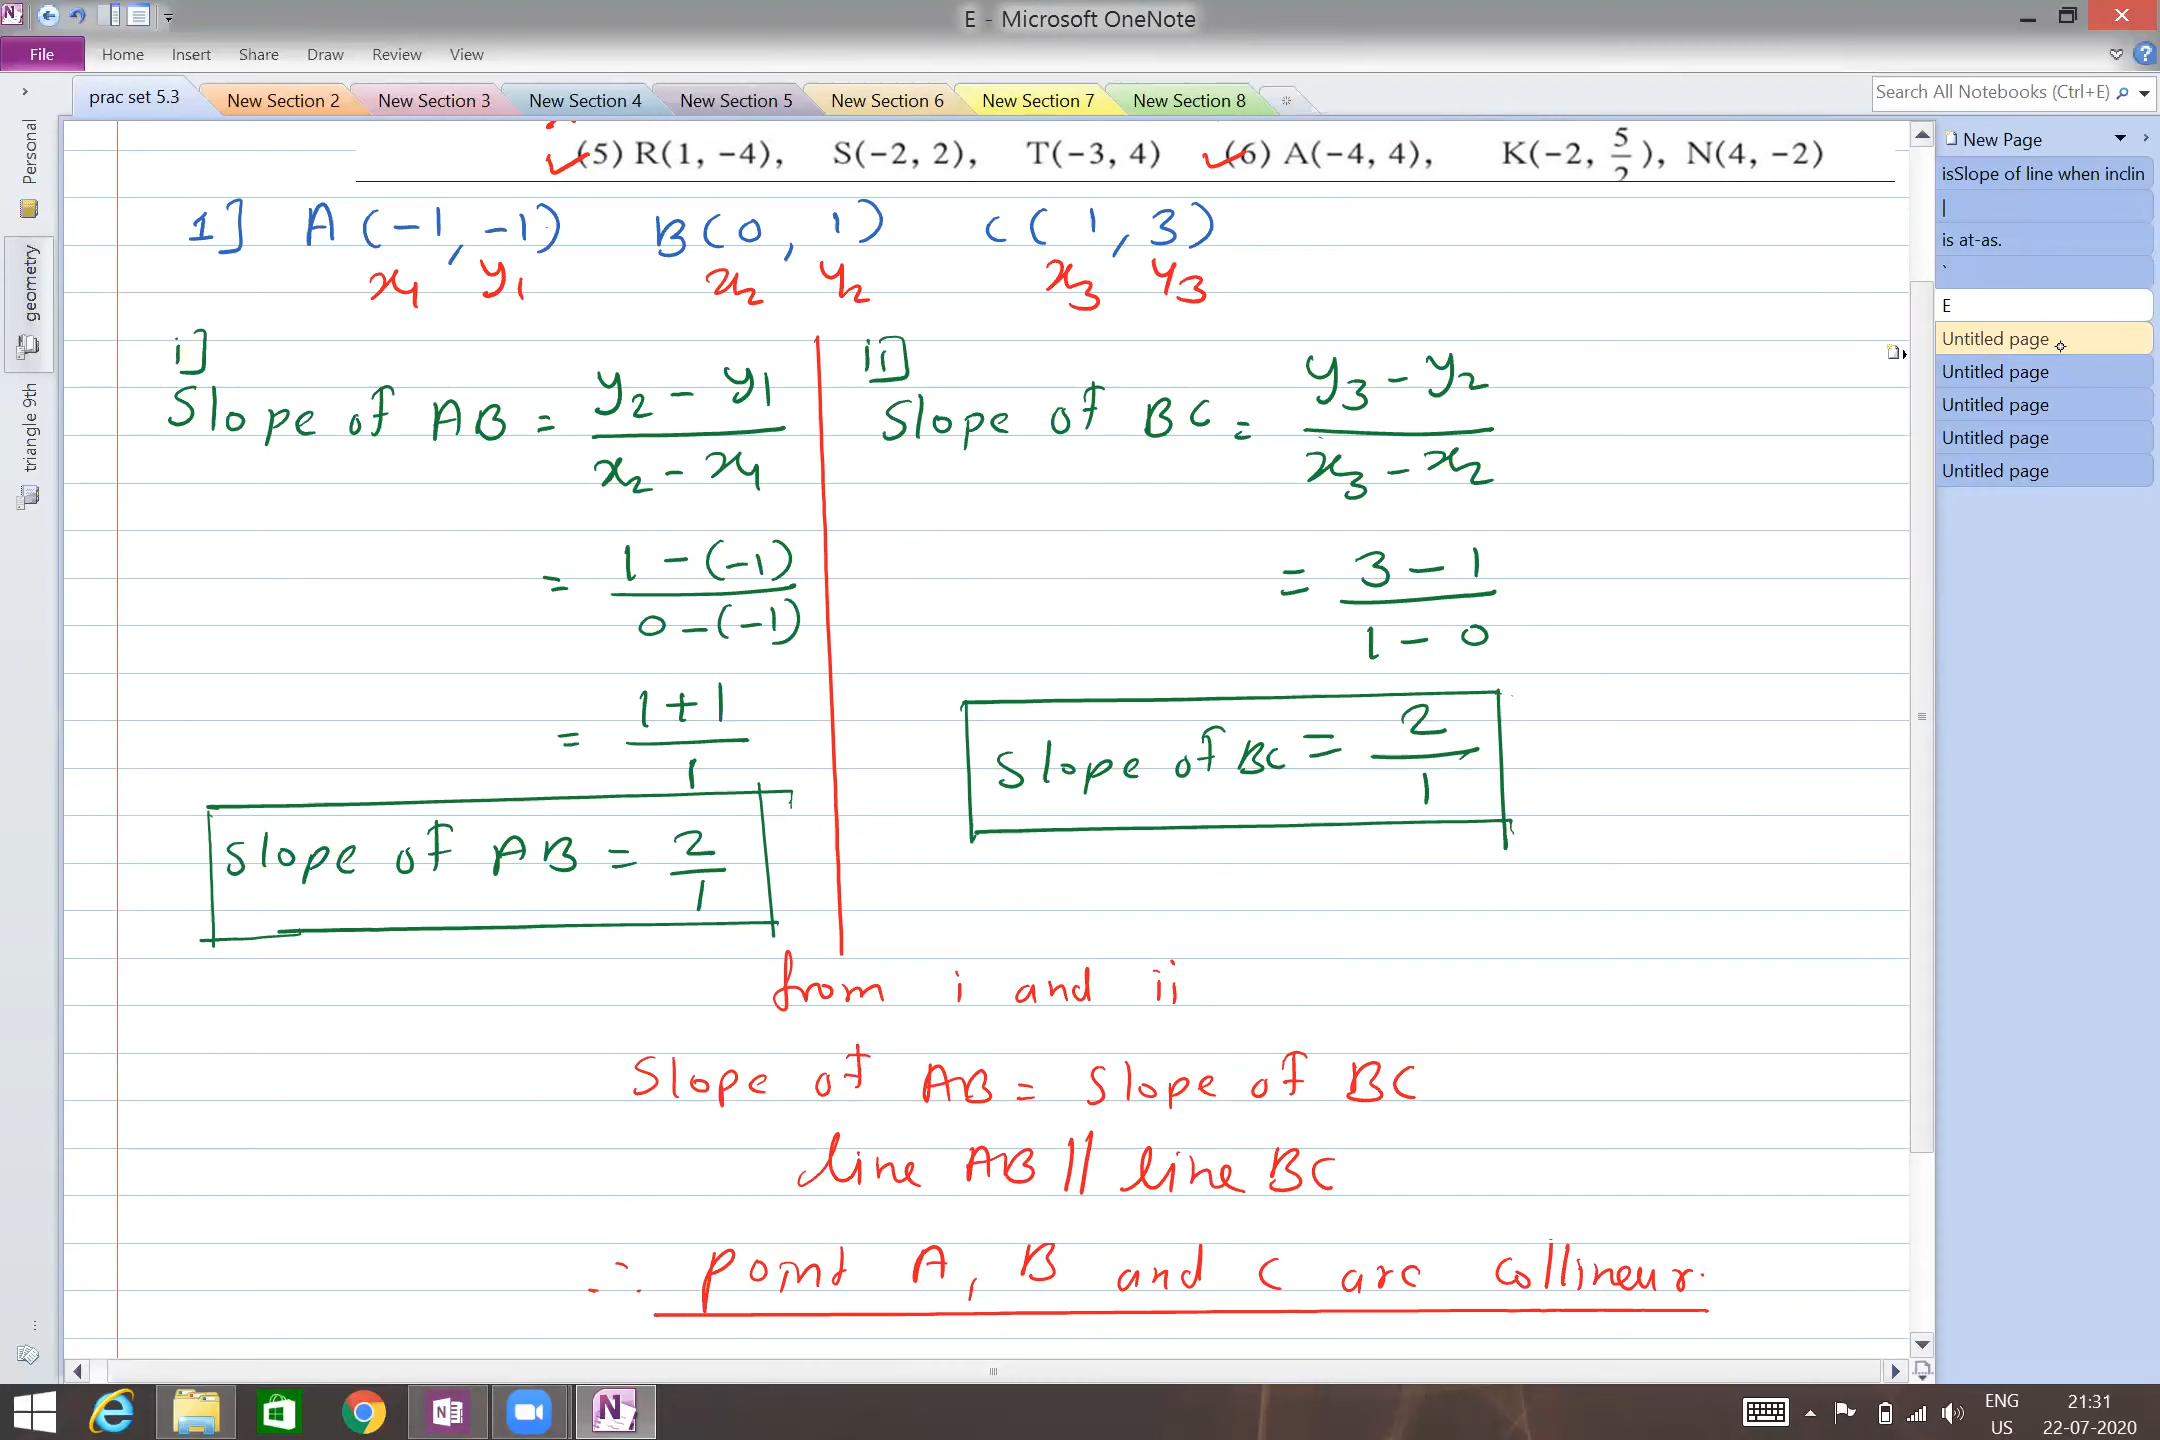 E - Microsoft OneNote
File Home Insert Share Draw Review View
prac set 5.3 New Section 2 New Section 3 New Section 4 New Section 5 New Section 6 New Section 7 New Section 8
Search All Notebooks (Ctrl+E)
Personal
geometry
triangle 9th
(5) R(1, -4), S(-2, 2), T(-3, 4) (6) A(-4, 4), K(-2, 5/2), N(4, -2)
1] A (-1, -1) B(0, 1) C( 1, 3)
x1 y1 x2 y2 x3 y3
i]
Slope of AB = y2 - y1 / x2 - x1
= 1 - (-1) / 0 - (-1)
= 1 + 1 / 1
Slope of AB = 2/1
ii]
Slope of BC = y3 - y2 / x3 - x2
= 3 - 1 / 1 - 0
Slope of BC = 2/1
from i and ii
Slope of AB = Slope of BC
line AB || line BC
∴ point A, B and C are collinear.
New Page
isSlope of line when inclin
|
is at-as.
`
E
Untitled page
Untitled page
Untitled page
Untitled page
Untitled page
ENG
US
21:31
22-07-2020